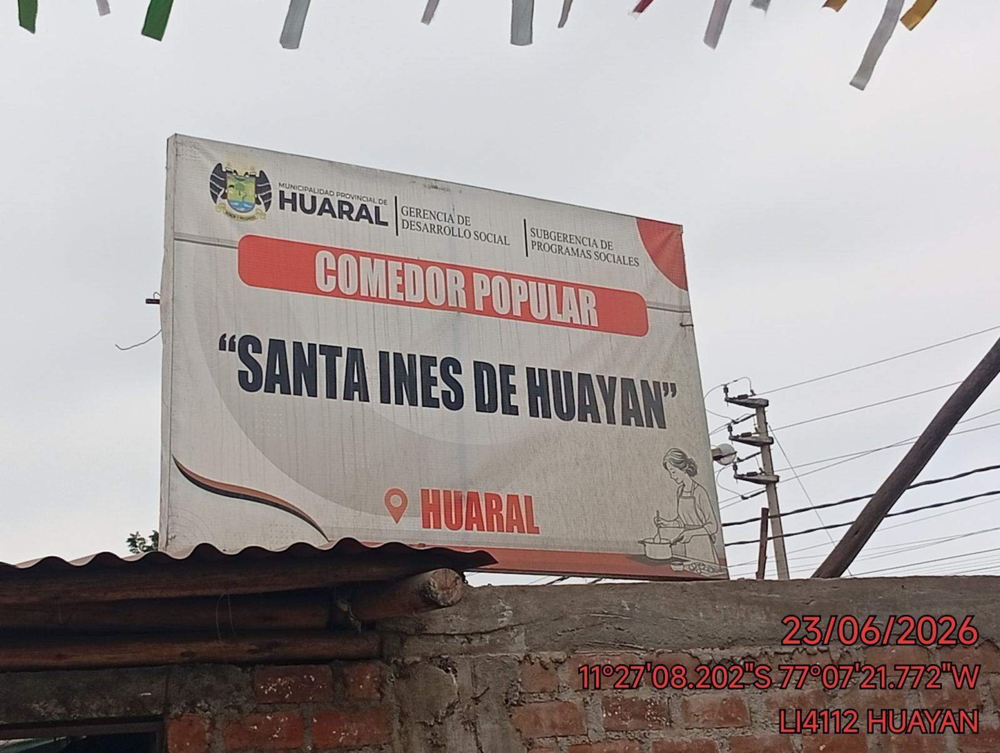 MUNICIPALIDAD PROVINCIAL DE
HUARAL
GERENCIA DE
DESARROLLO SOCIAL
SUBGERENCIA DE
PROGRAMAS SOCIALES
COMEDOR POPULAR
“SANTA INES DE HUAYAN”
HUARAL
23/06/2026
11°27'08.202"S 77°07'21.772"W
LI4112 HUAYAN